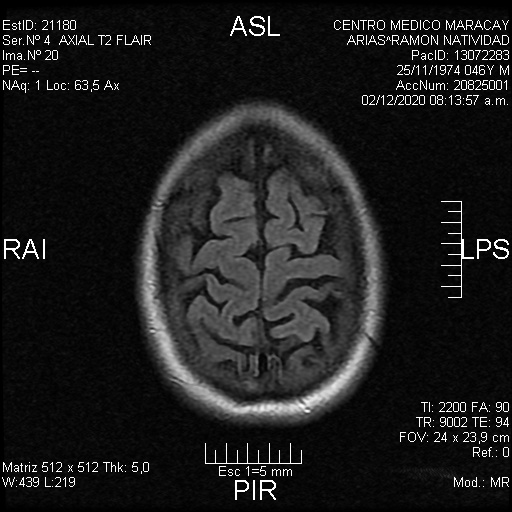 EstID: 21180
Ser.Nº 4 AXIAL T2 FLAIR
Ima.Nº 20
PE= --
NAq: 1 Loc: 63,5 Ax
ASL
CENTRO MEDICO MARACAY
ARIAS^RAMON NATIVIDAD
PacID: 13072283
25/11/1974 046Y M
AccNum: 20825001
02/12/2020 08:13:57 a.m.
RAI
LPS
TI: 2200 FA: 90
TR: 9002 TE: 94
FOV: 24 x 23,9 cm
Ref.: 0
Matriz 512 x 512 Thk: 5,0
W:439 L:219
Esc 1=5 mm
PIR
Mod.: MR